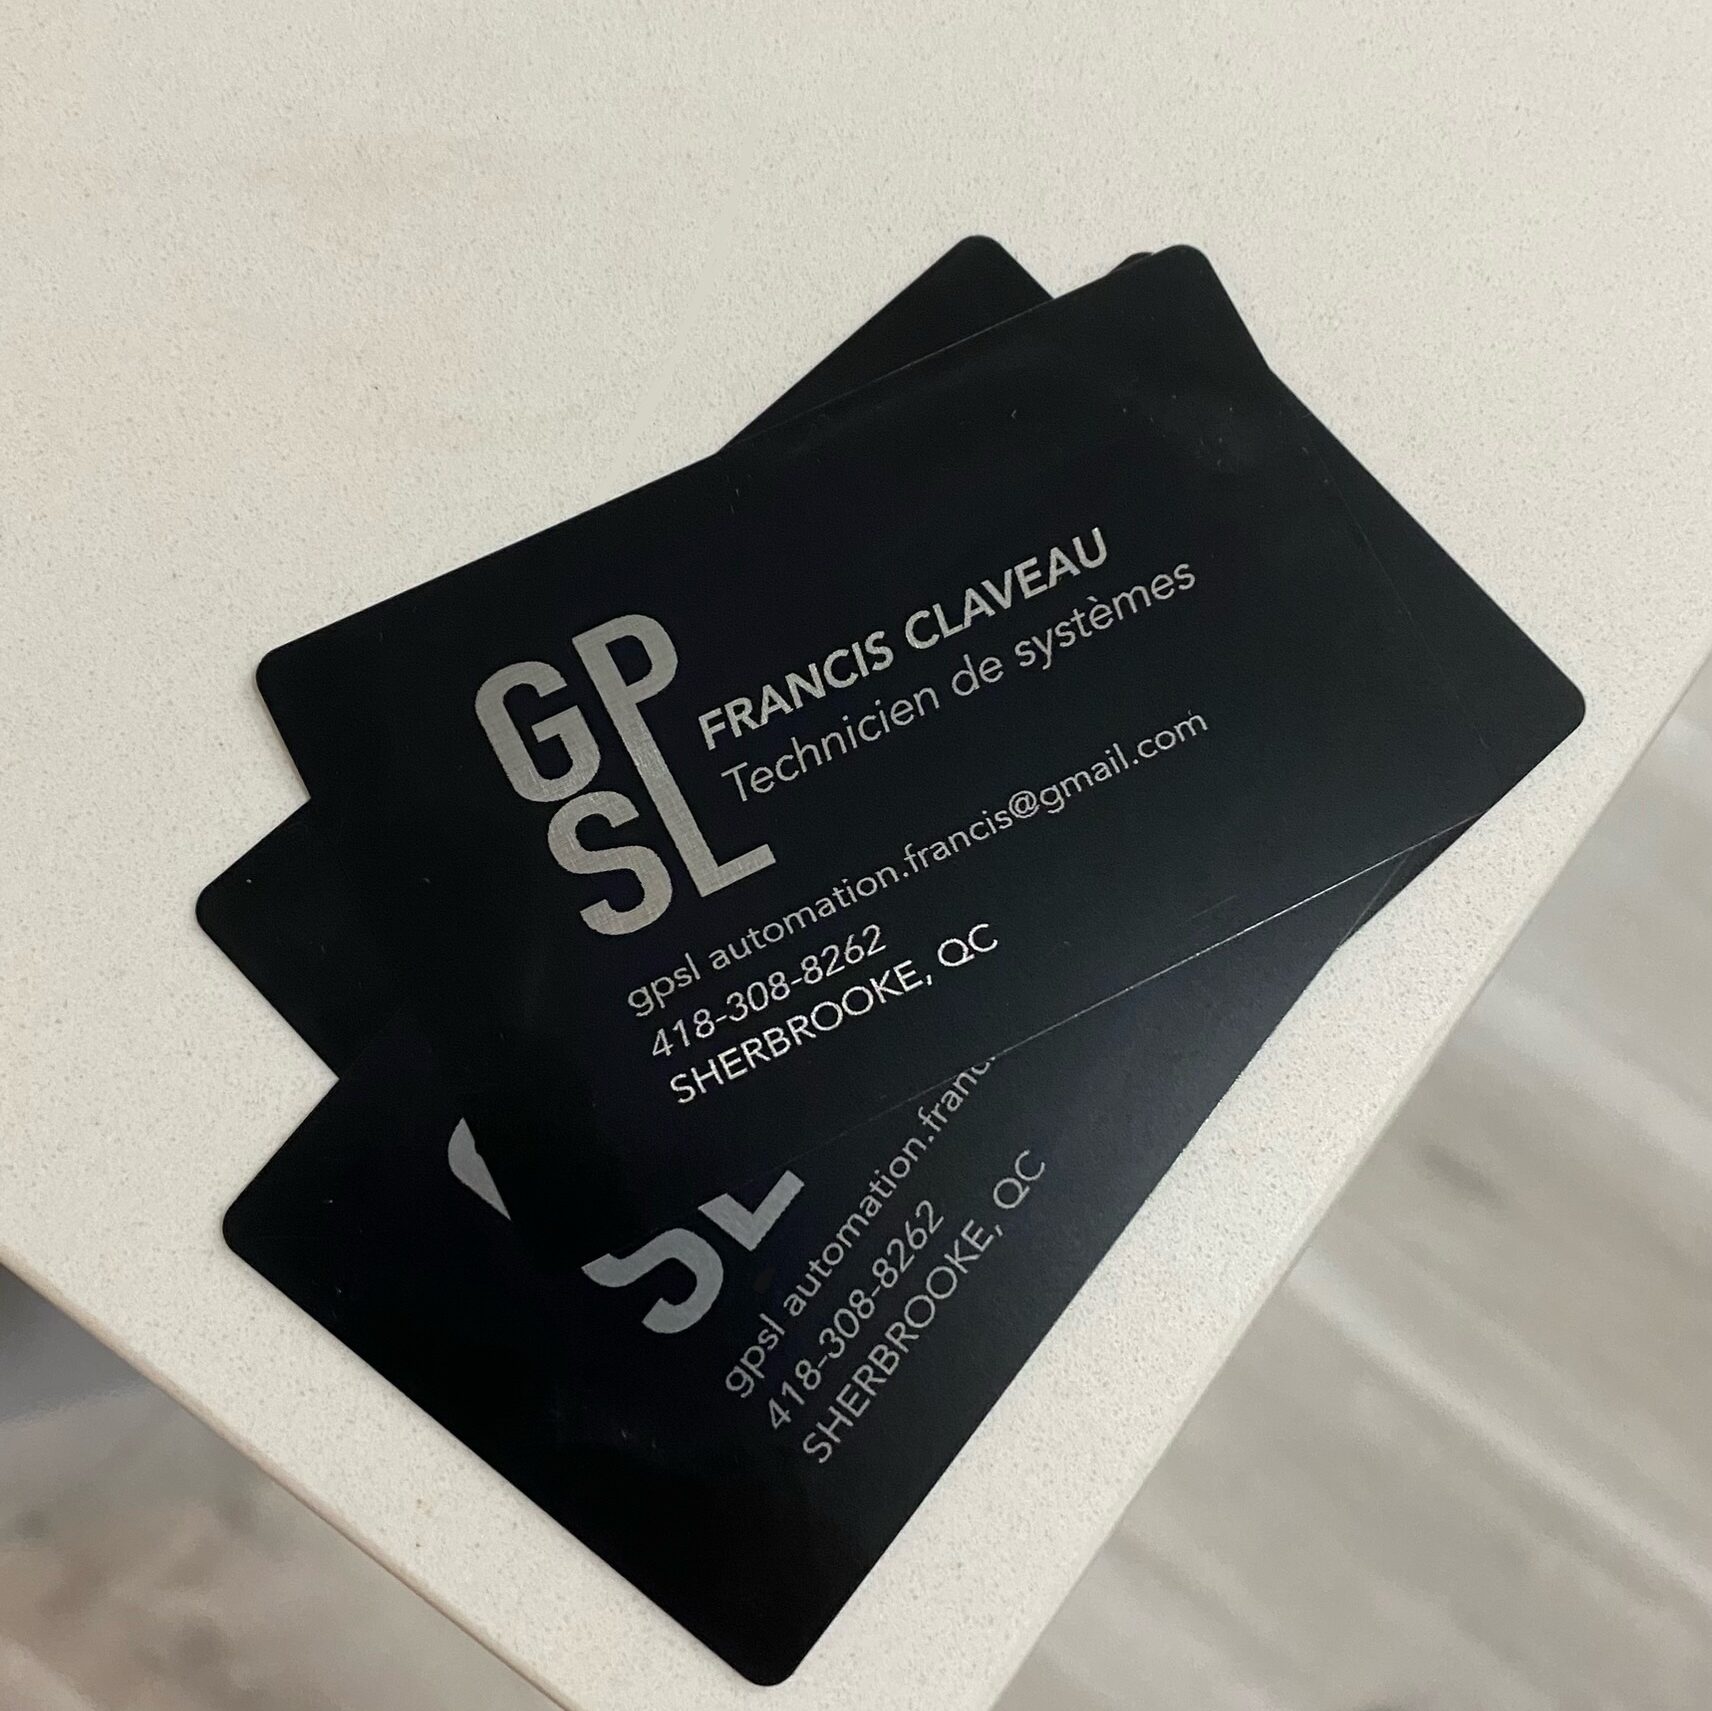 GP
SL
FRANCIS CLAVEAU
Technicien de systèmes
gpsl automation.francis@gmail.com
418-308-8262
SHERBROOKE, QC
SL
gpsl automation.franc
418-308-8262
SHERBROOKE, QC